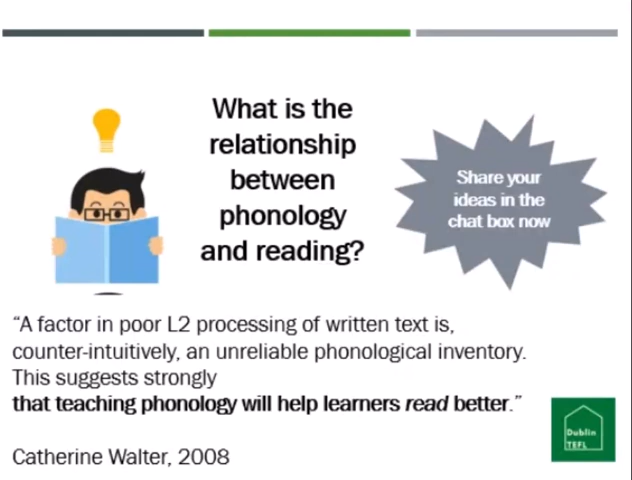 What is the
relationship
between
phonology
and reading?
Share your
ideas in the
chat box now
“A factor in poor L2 processing of written text is,
counter-intuitively, an unreliable phonological inventory.
This suggests strongly
that teaching phonology will help learners read better.”
Catherine Walter, 2008
Dublin
TEFL